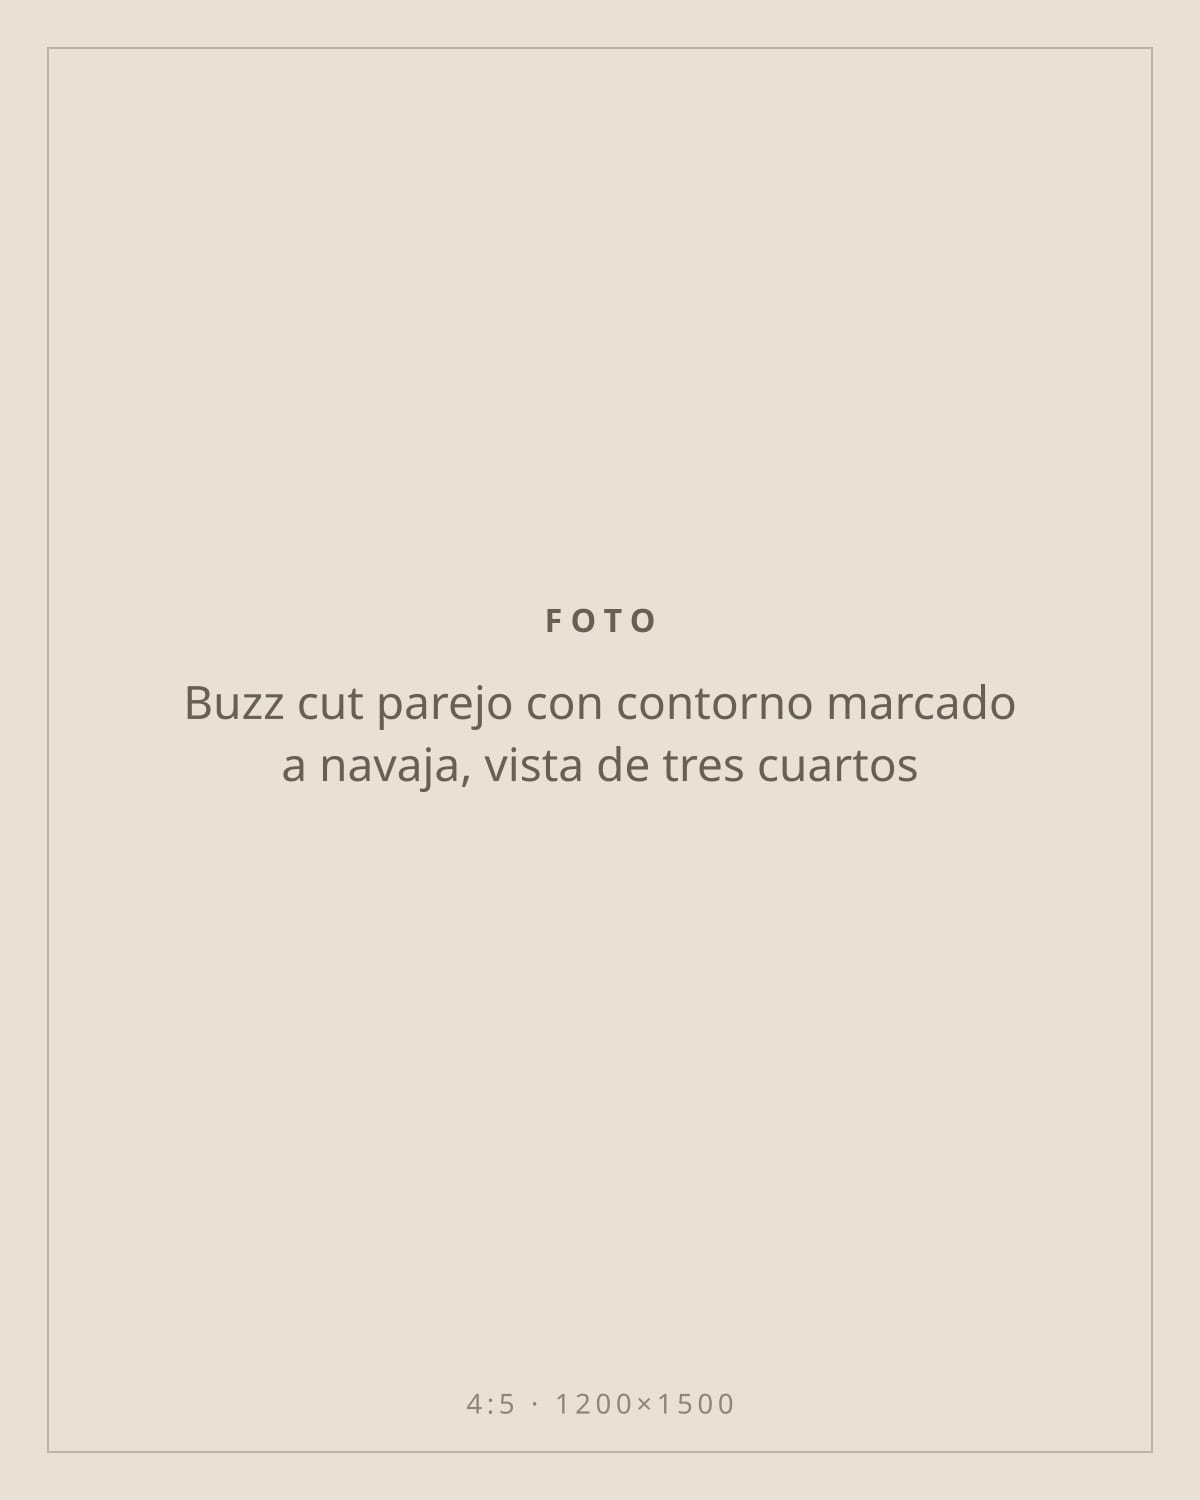 FOTO
Buzz cut parejo con contorno marcado
a navaja, vista de tres cuartos
4:5 · 1200×1500